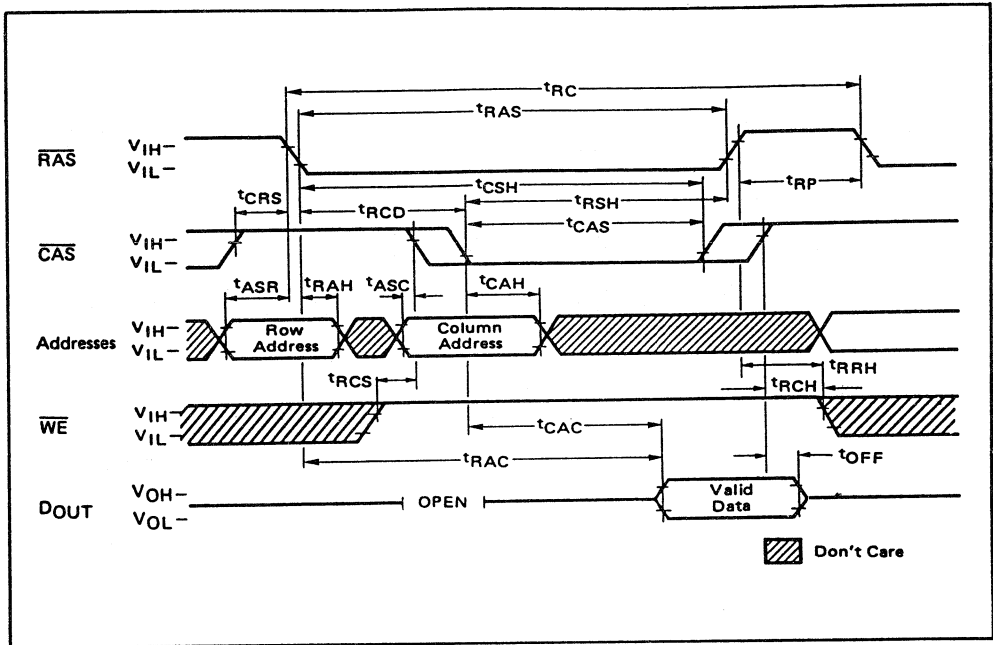 tRC
tRAS
RAS
VIH
VIL
tCSH
tRP
tCRS
tRCD
tRSH
tCAS
CAS
VIH
VIL
tASR
tRAH
tASC
tCAH
Addresses
VIH
VIL
Row
Address
Column
Address
tRCS
tRRH
tRCH
WE
VIH
VIL
tCAC
tRAC
tOFF
DOUT
VOH
VOL
OPEN
Valid
Data
Don't Care